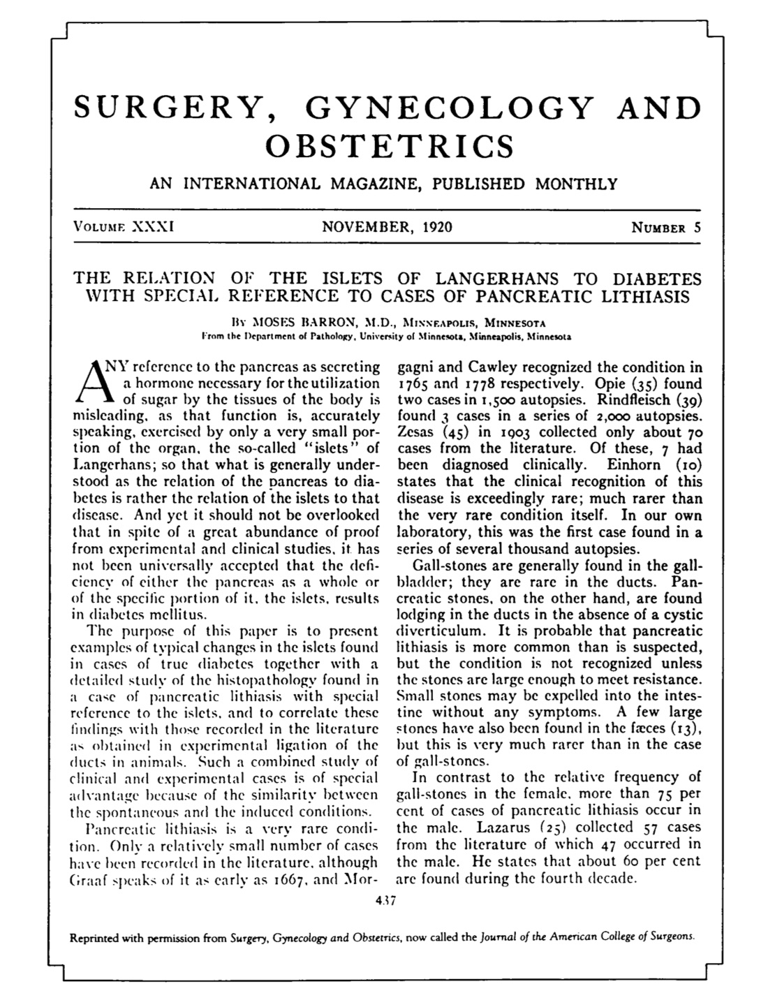 SURGERY, GYNECOLOGY AND
OBSTETRICS
AN INTERNATIONAL MAGAZINE, PUBLISHED MONTHLY
VOLUME XXXI NOVEMBER, 1920 NUMBER 5
THE RELATION OF THE ISLETS OF LANGERHANS TO DIABETES
WITH SPECIAL REFERENCE TO CASES OF PANCREATIC LITHIASIS
BY MOSES BARRON, M.D., MINNEAPOLIS, MINNESOTA
From the Department of Pathology, University of Minnesota, Minneapolis, Minnesota
ANY reference to the pancreas as secreting
a hormone necessary for the utilization
of sugar by the tissues of the body is
misleading, as that function is, accurately
speaking, exercised by only a very small por-
tion of the organ, the so-called "islets" of
Langerhans; so that what is generally under-
stood as the relation of the pancreas to dia-
betes is rather the relation of the islets to that
disease. And yet it should not be overlooked
that in spite of a great abundance of proof
from experimental and clinical studies, it has
not been universally accepted that the defi-
ciency of either the pancreas as a whole or
of the specific portion of it, the islets, results
in diabetes mellitus.
The purpose of this paper is to present
examples of typical changes in the islets found
in cases of true diabetes together with a
detailed study of the histopathology found in
a case of pancreatic lithiasis with special
reference to the islets, and to correlate these
findings with those recorded in the literature
as obtained in experimental ligation of the
ducts in animals. Such a combined study of
clinical and experimental cases is of special
advantage because of the similarity between
the spontaneous and the induced conditions.
Pancreatic lithiasis is a very rare condi-
tion. Only a relatively small number of cases
have been recorded in the literature, although
Graaf speaks of it as early as 1667, and Mor-
gagni and Cawley recognized the condition in
1765 and 1778 respectively. Opie (35) found
two cases in 1,500 autopsies. Rindfleisch (39)
found 3 cases in a series of 2,000 autopsies.
Zesas (45) in 1903 collected only about 70
cases from the literature. Of these, 7 had
been diagnosed clinically. Einhorn (10)
states that the clinical recognition of this
disease is exceedingly rare; much rarer than
the very rare condition itself. In our own
laboratory, this was the first case found in a
series of several thousand autopsies.
Gall-stones are generally found in the gall-
bladder; they are rare in the ducts. Pan-
creatic stones, on the other hand, are found
lodging in the ducts in the absence of a cystic
diverticulum. It is probable that pancreatic
lithiasis is more common than is suspected,
but the condition is not recognized unless
the stones are large enough to meet resistance.
Small stones may be expelled into the intes-
tine without any symptoms. A few large
stones have also been found in the fæces (13),
but this is very much rarer than in the case
of gall-stones.
In contrast to the relative frequency of
gall-stones in the female, more than 75 per
cent of cases of pancreatic lithiasis occur in
the male. Lazarus (25) collected 57 cases
from the literature of which 47 occurred in
the male. He states that about 60 per cent
are found during the fourth decade.
437
Reprinted with permission from Surgery, Gynecology and Obstetrics, now called the Journal of the American College of Surgeons.